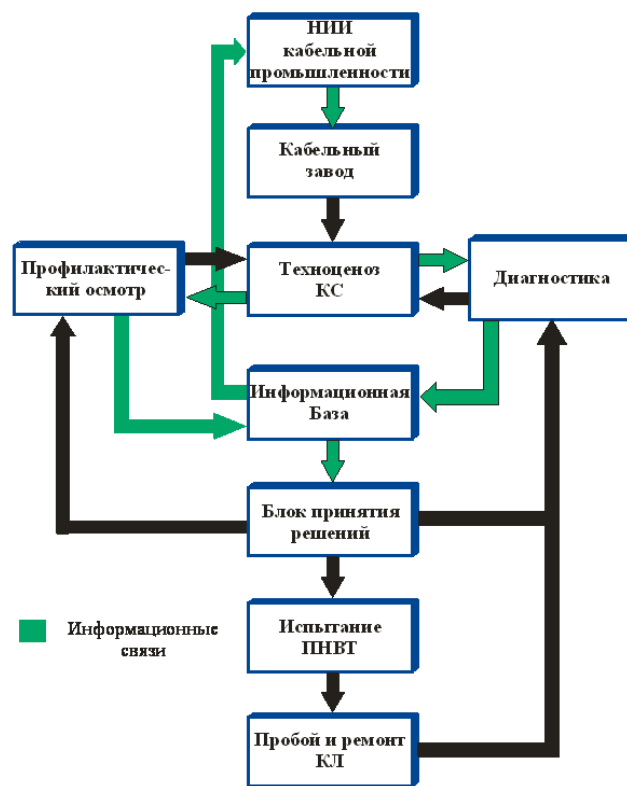 НИИ
кабельной
промышленности
Кабельный
завод
Профилактичес-
кий осмотр
Техноценоз
КС
Диагностика
Информационная
База
Блок принятия
решений
Информационные
связи
Испытание
ПНВТ
Пробой и ремонт
КЛ